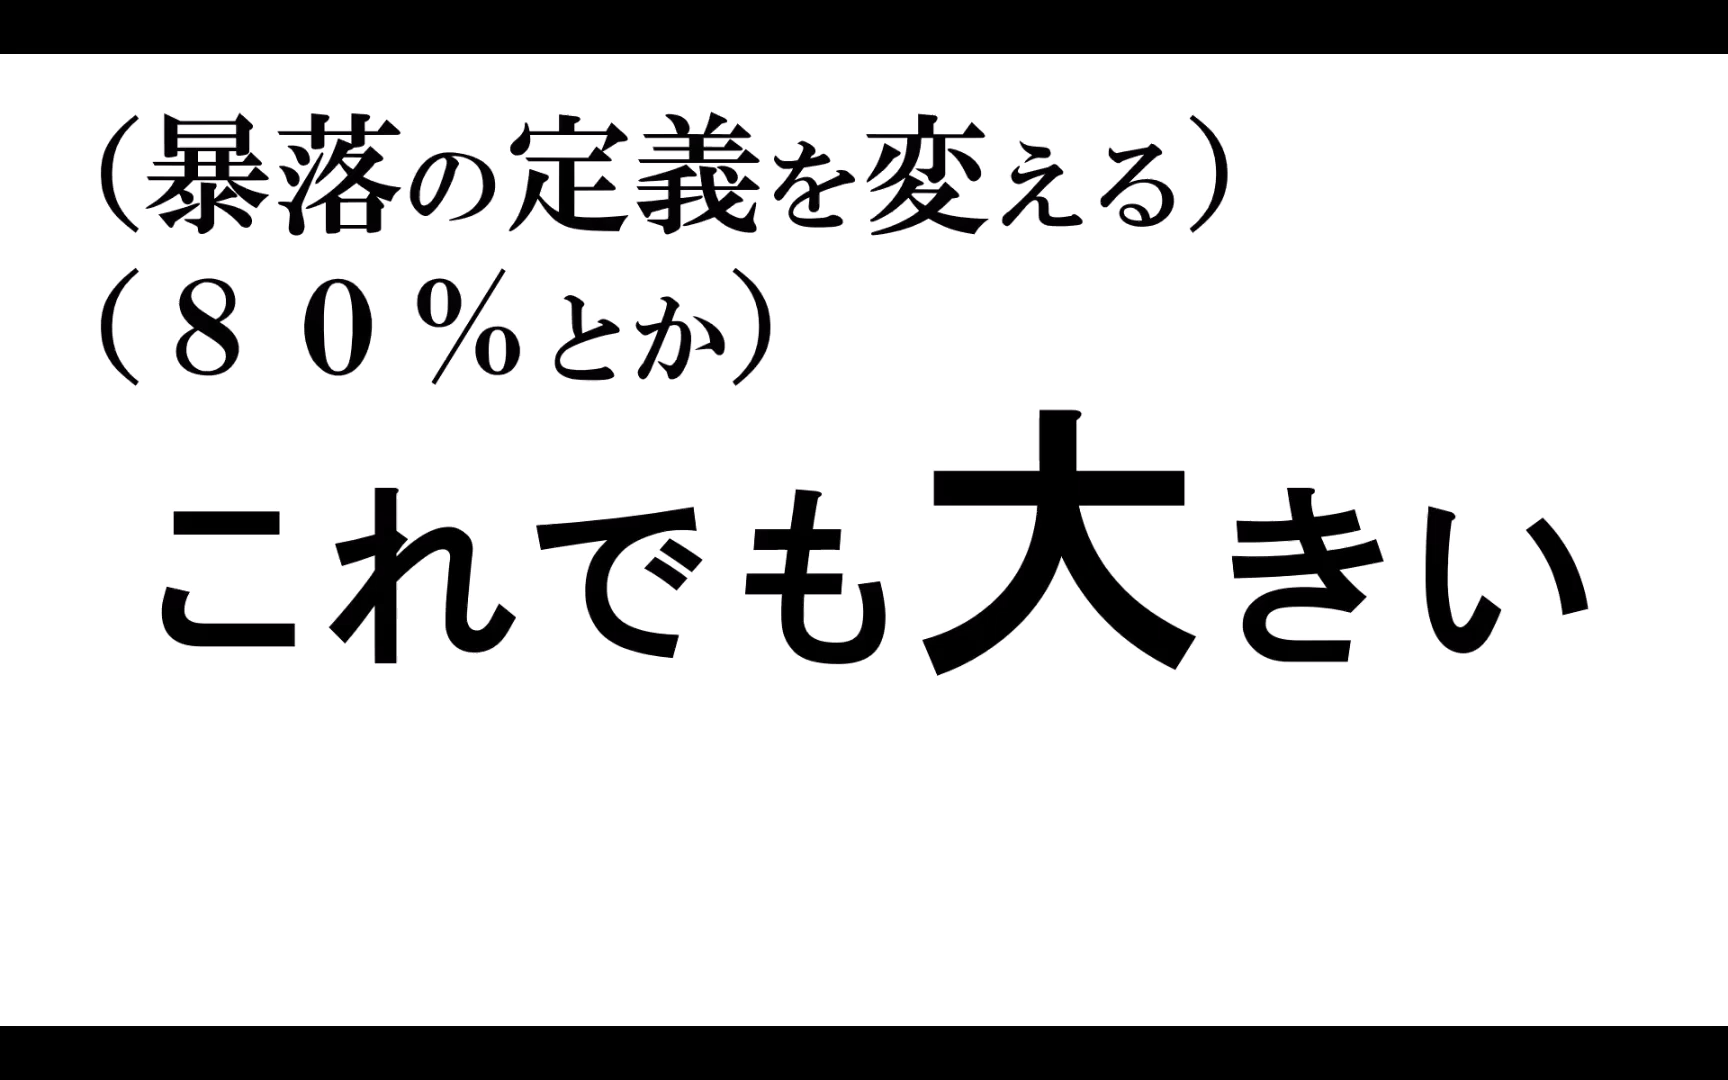 （暴落の定義を変える）
（８０％とか）
これでも大きい